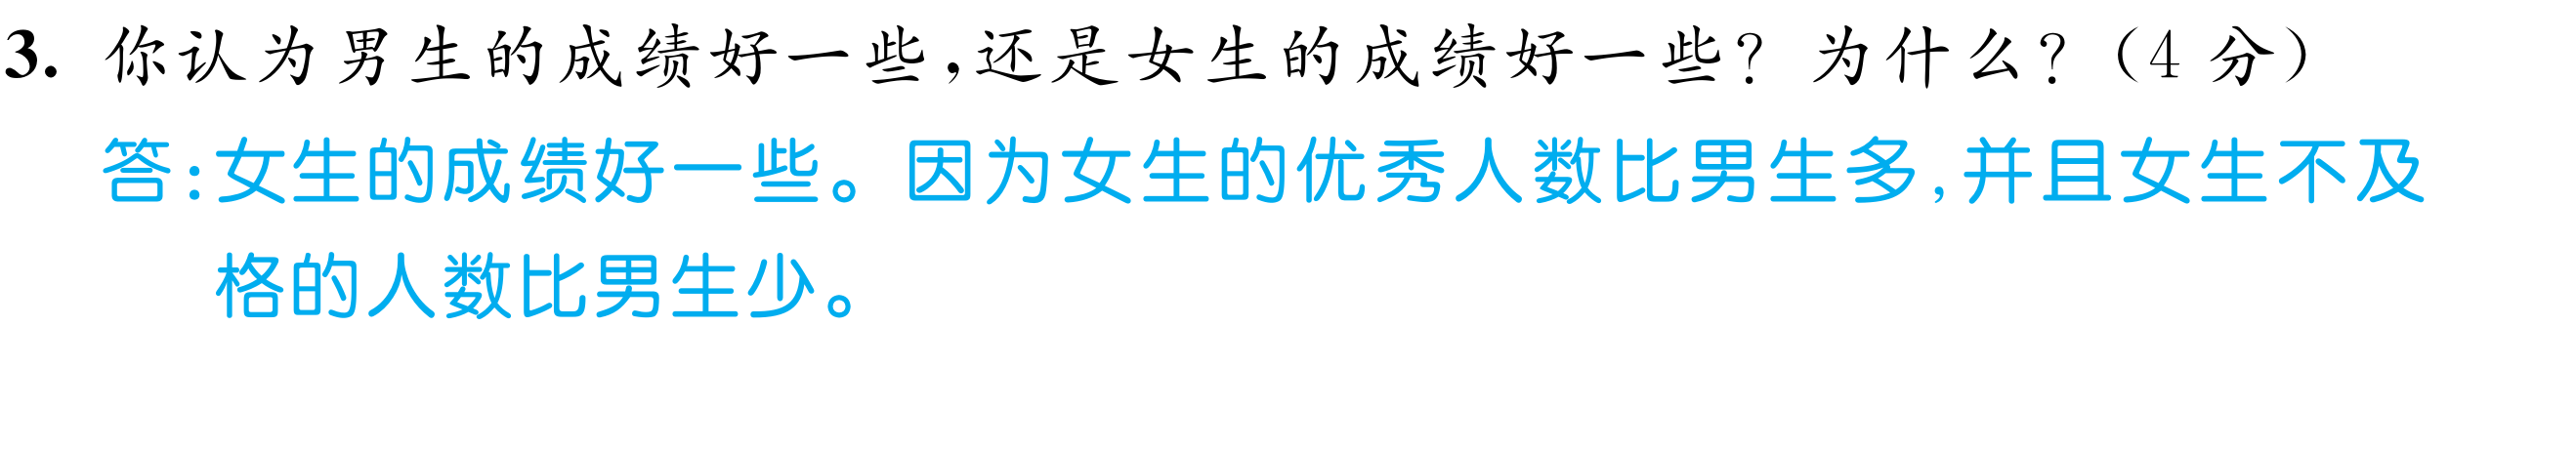 3. 你认为男生的成绩好一些,还是女生的成绩好一些? 为什么?(4 分)
答:女生的成绩好一些。因为女生的优秀人数比男生多,并且女生不及
格的人数比男生少。